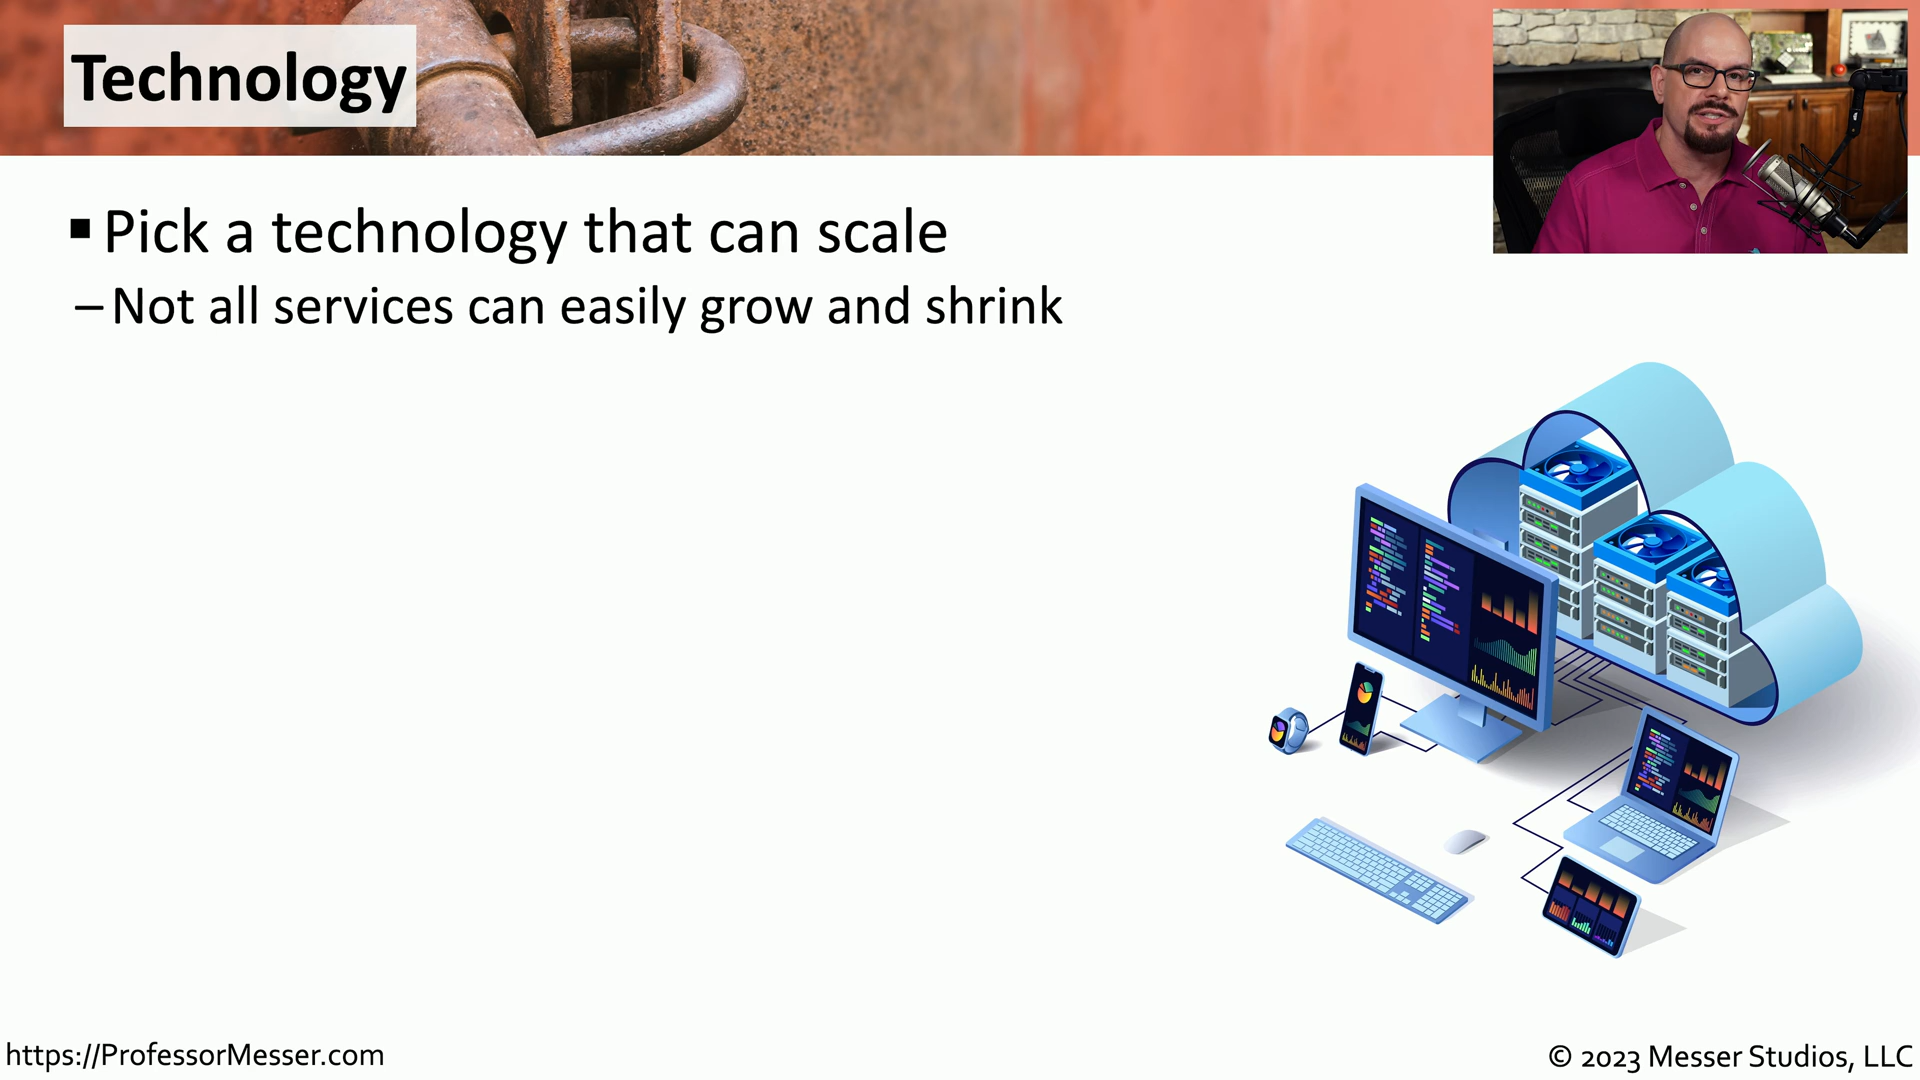 Technology
▪ Pick a technology that can scale
– Not all services can easily grow and shrink
https://ProfessorMesser.com
© 2023 Messer Studios, LLC